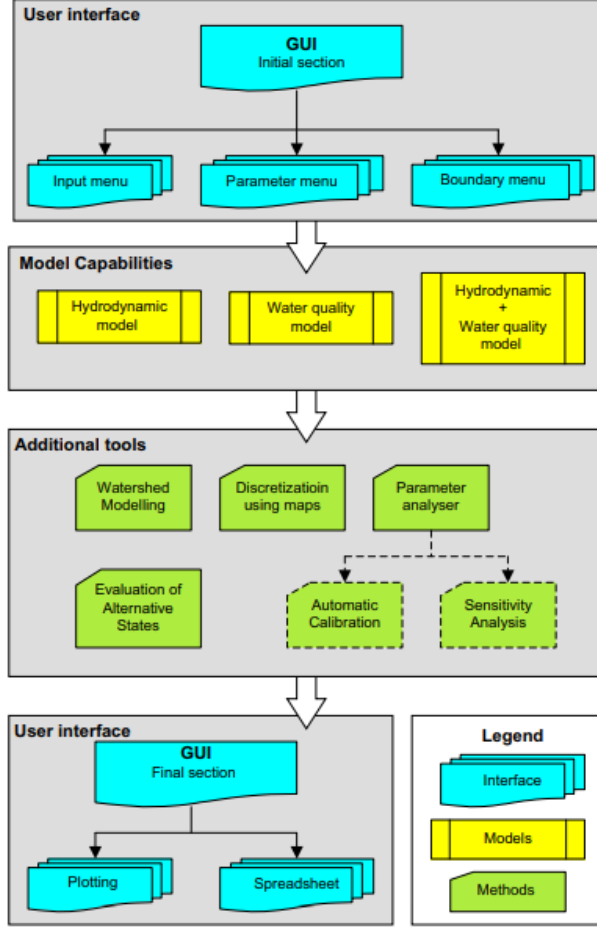 User interface
GUI
Initial section
Input menu
Parameter menu
Boundary menu
Model Capabilities
Hydrodynamic
model
Water quality
model
Hydrodynamic
+
Water quality
model
Additional tools
Watershed
Modelling
Discretizatioin
using maps
Parameter
analyser
Evaluation of
Alternative
States
Automatic
Calibration
Sensitivity
Analysis
User interface
GUI
Final section
Plotting
Spreadsheet
Legend
Interface
Models
Methods